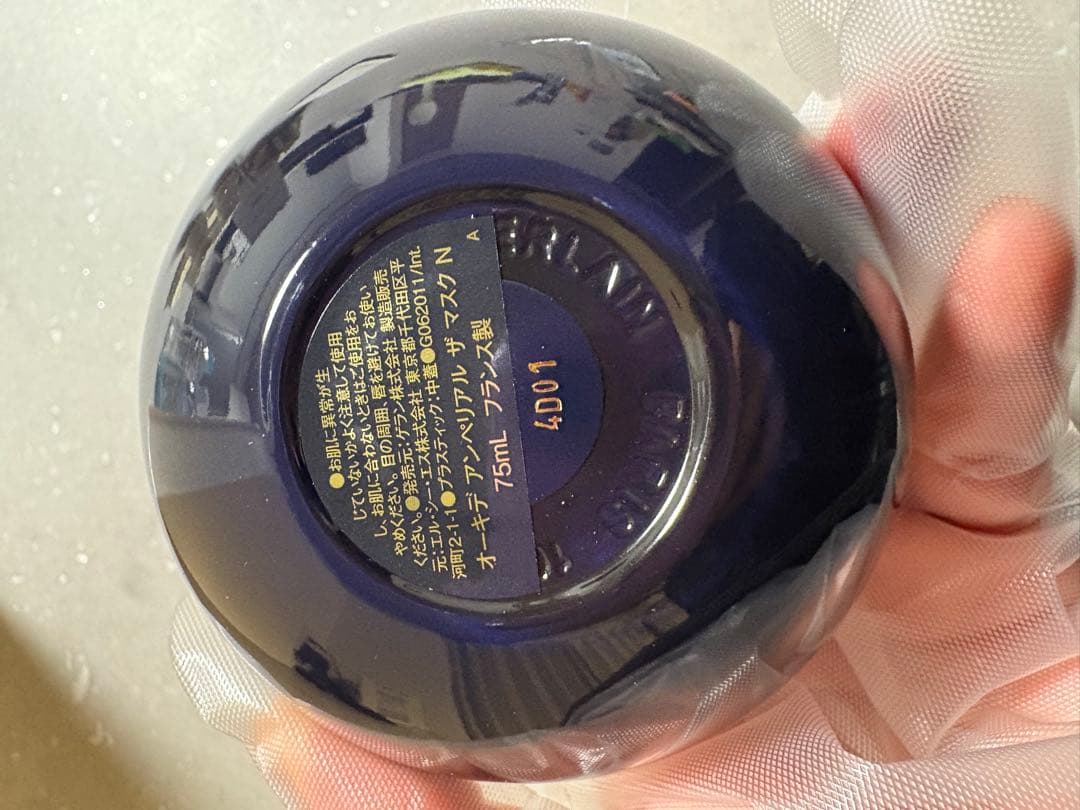 ●お肌に異常が生
じていないかよく注意して使用
し、お肌に合わないときはご使用をお
やめください。目の周囲、唇を避けてお使い
ください。●発売元:ゲラン株式会社 製造販売
元:エル・シー・エス株式会社 東京都千代田区平
河町2-1-1●プラスティック:中蓋●G062011/Int.
オーキデ アンペリアル ザ マスク N
75mL フランス製
A
4D01
ERLAIN
PARIS